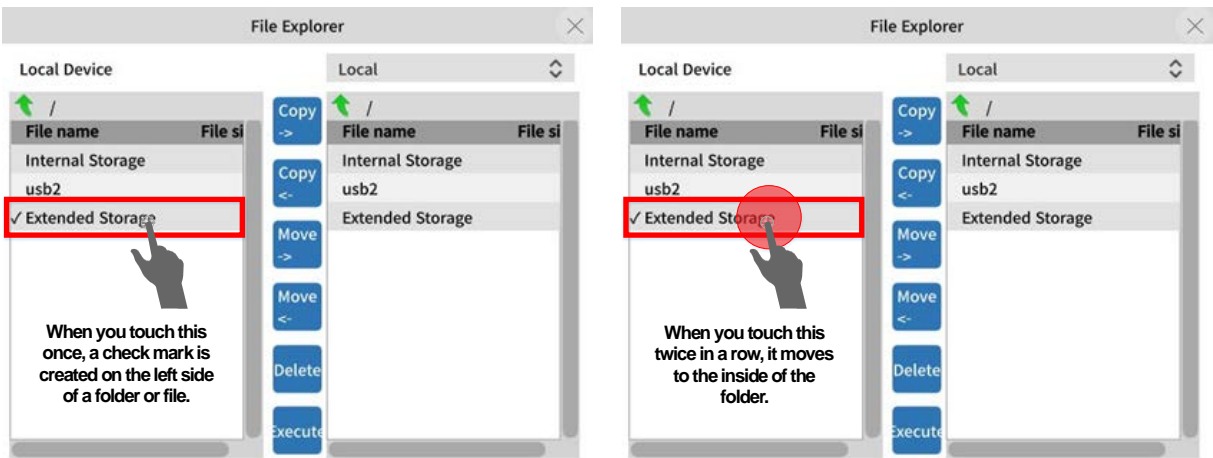 File Explorer
Local Device
Local
/
File name File si
Internal Storage
usb2
✓ Extended Storage
When you touch this
once, a check mark is
created on the left side
of a folder or file.
Copy
->
Copy
<-
Move
->
Move
<-
Delete
Execute
/
File name File si
Internal Storage
usb2
Extended Storage
File Explorer
Local Device
Local
/
File name File si
Internal Storage
usb2
✓ Extended Storage
When you touch this
twice in a row, it moves
to the inside of the
folder.
Copy
->
Copy
<-
Move
->
Move
<-
Delete
Execute
/
File name File si
Internal Storage
usb2
Extended Storage